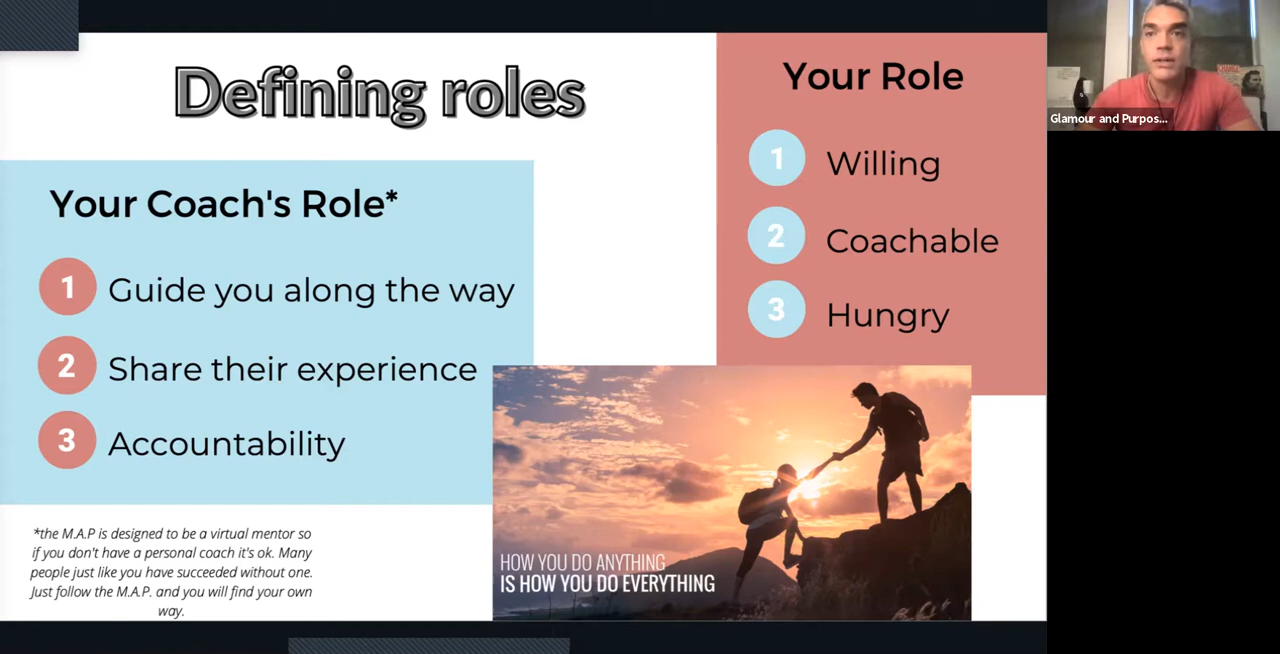 Defining roles
Your Coach's Role*
1 Guide you along the way
2 Share their experience
3 Accountability
*the M.A.P is designed to be a virtual mentor so
if you don't have a personal coach it's ok. Many
people just like you have succeeded without one.
Just follow the M.A.P. and you will find your own
way.
Your Role
1 Willing
2 Coachable
3 Hungry
HOW YOU DO ANYTHING
IS HOW YOU DO EVERYTHING
Glamour and Purpos...